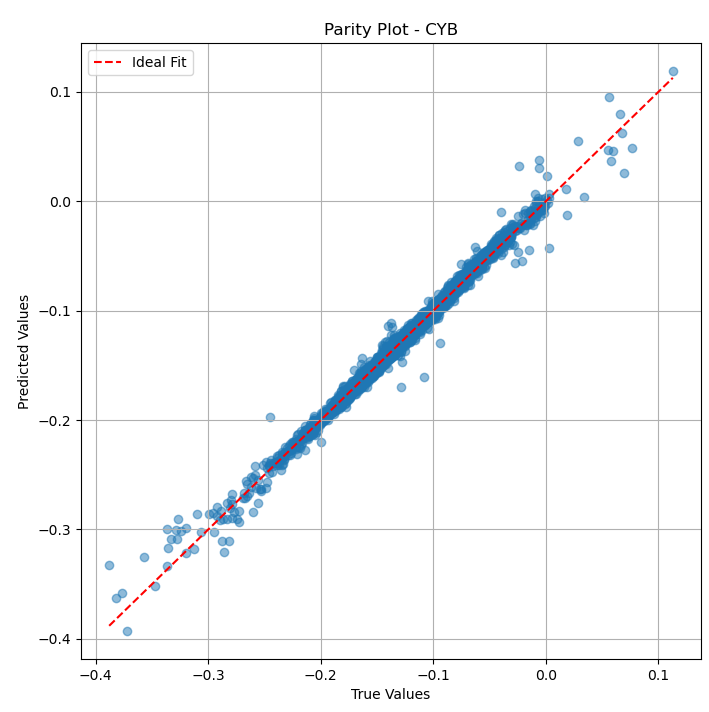 Parity Plot - CYB
Ideal Fit
0.1
0.0
−0.1
−0.2
−0.3
−0.4
Predicted Values
−0.4 −0.3 −0.2 −0.1 0.0 0.1
True Values